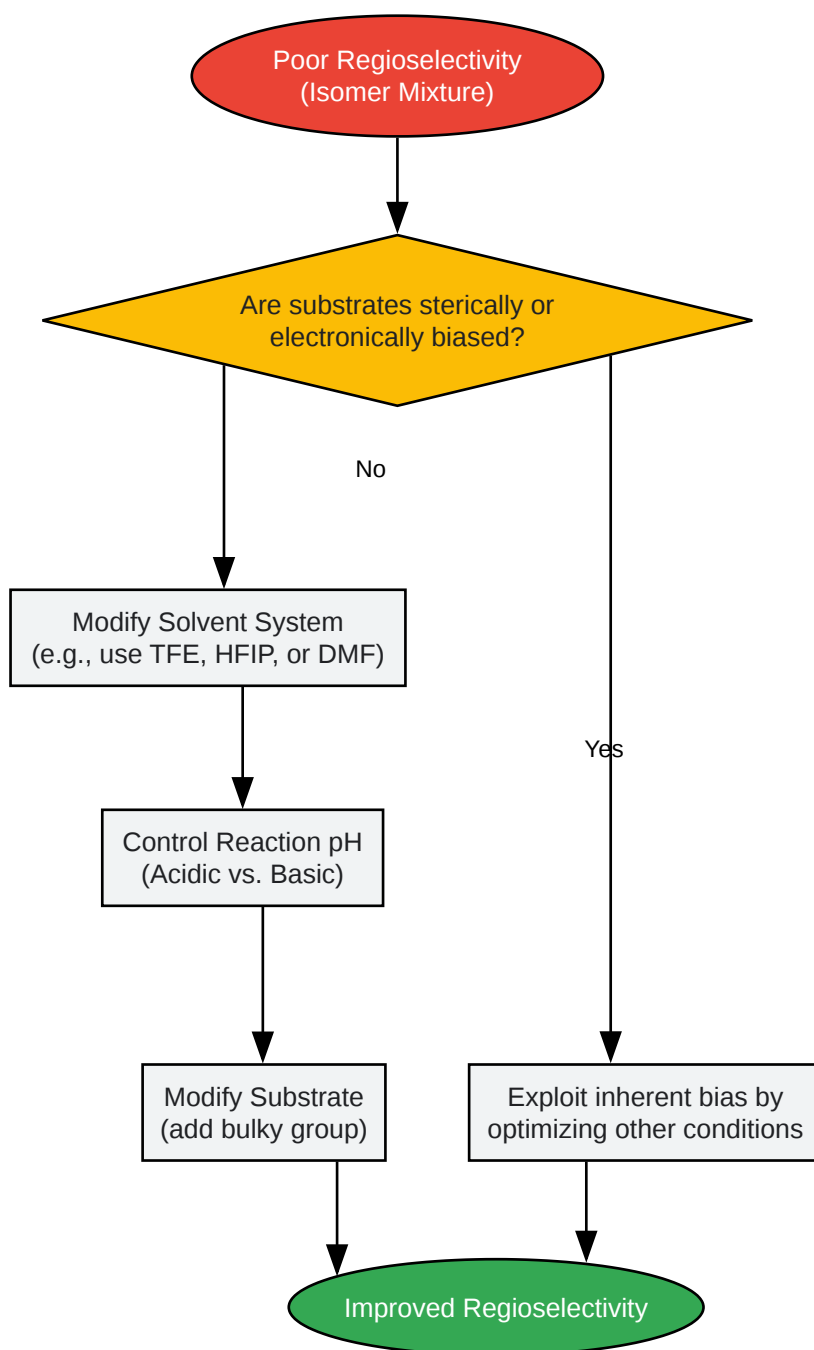 Poor Regioselectivity
(Isomer Mixture)
Are substrates sterically or
electronically biased?
No
Modify Solvent System
(e.g., use TFE, HFIP, or DMF)
Yes
Control Reaction pH
(Acidic vs. Basic)
Modify Substrate
(add bulky group)
Exploit inherent bias by
optimizing other conditions
Improved Regioselectivity